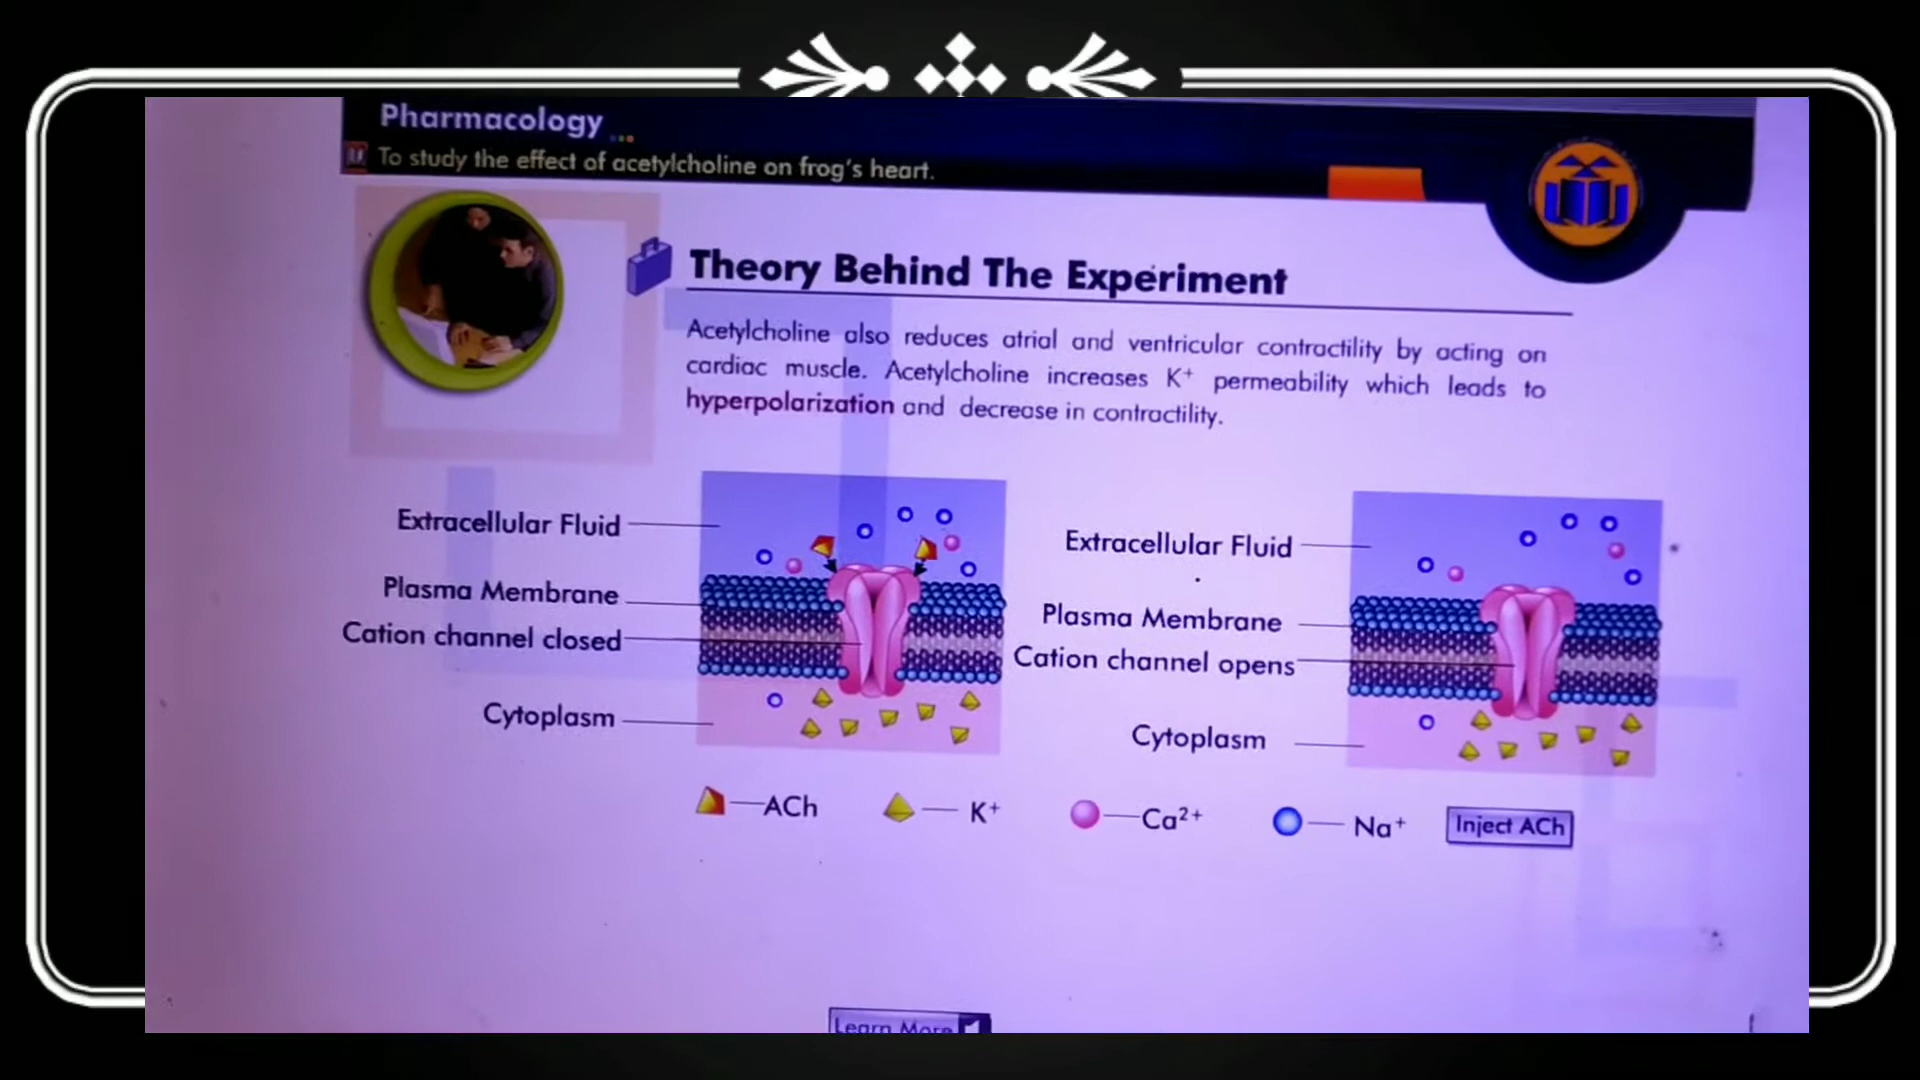 Pharmacology ...
To study the effect of acetylcholine on frog's heart.
Theory Behind The Experiment
Acetylcholine also reduces atrial and ventricular contractility by acting on
cardiac muscle. Acetylcholine increases K⁺ permeability which leads to
hyperpolarization and decrease in contractility.
Extracellular Fluid
Plasma Membrane
Cation channel closed
Cytoplasm
Extracellular Fluid
Plasma Membrane
Cation channel opens
Cytoplasm
ACh
K⁺
Ca²⁺
Na⁺
Inject ACh
Learn More